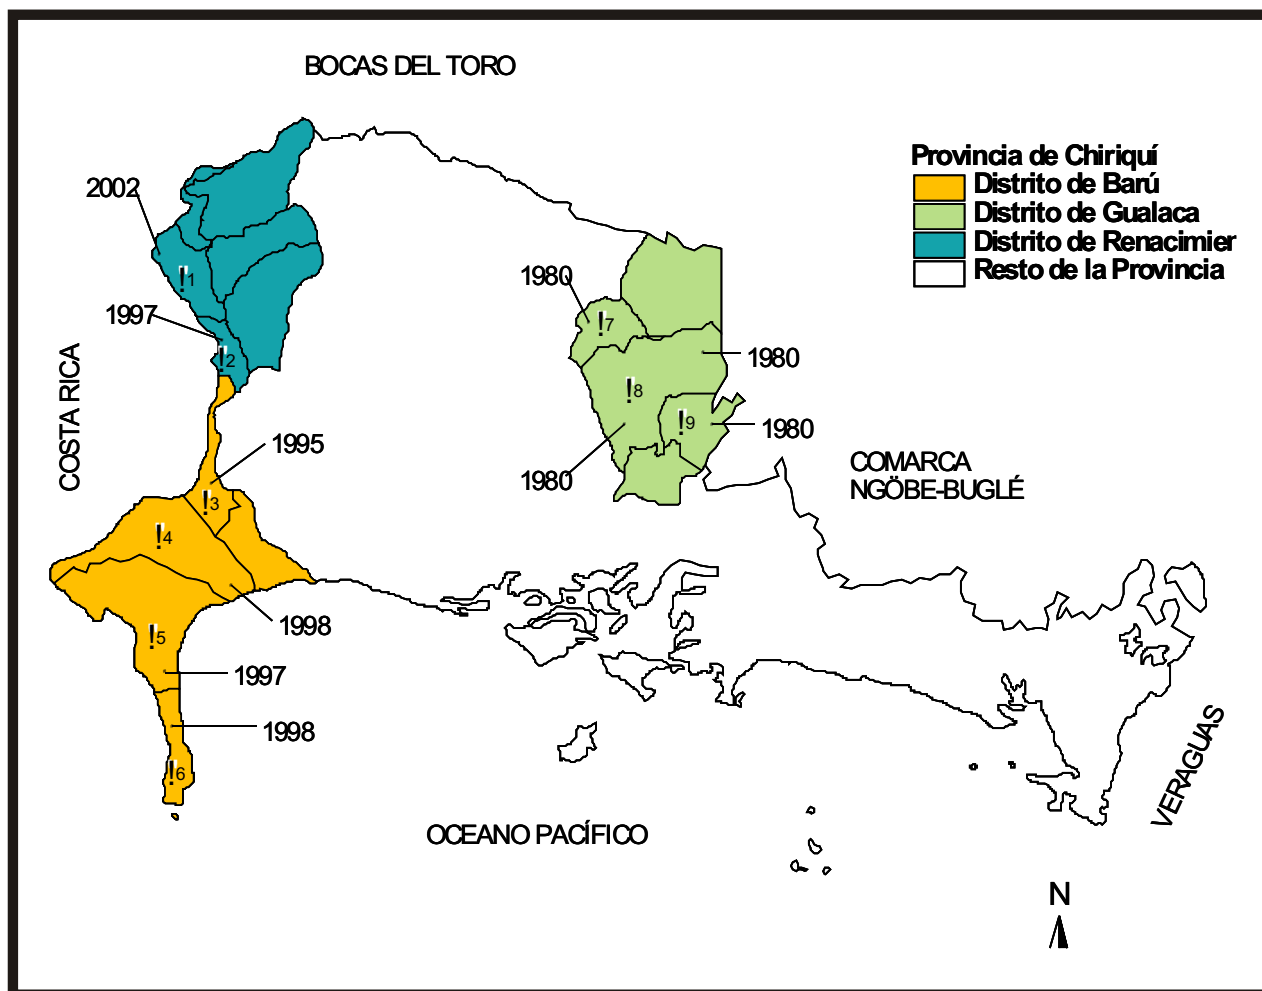 BOCAS DEL TORO
Provincia de Chiriquí
Distrito de Barú
Distrito de Gualaca
Distrito de Renacimier
Resto de la Provincia
2002
!1
1997
!2
COSTA RICA
1980
!7
1980
!8
!9
1980
1980
1995
!3
!4
COMARCA
NGÖBE-BUGLÉ
1998
!5
1997
1998
!6
OCEANO PACÍFICO
VERAGUAS
N